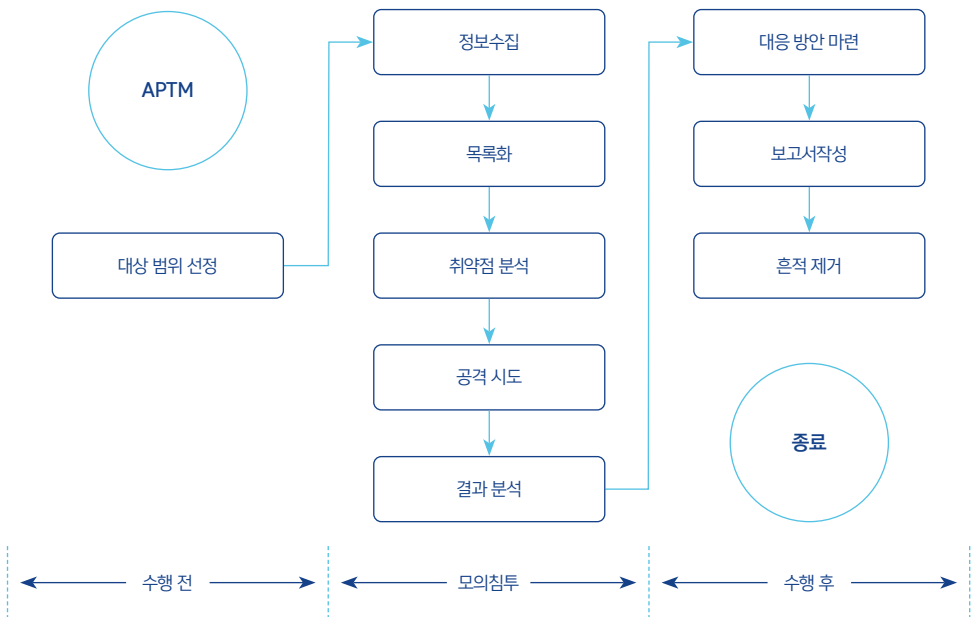 APTM
대상 범위 선정
정보수집
목록화
취약점 분석
공격 시도
결과 분석
대응 방안 마련
보고서작성
흔적 제거
종료
수행 전
모의침투
수행 후